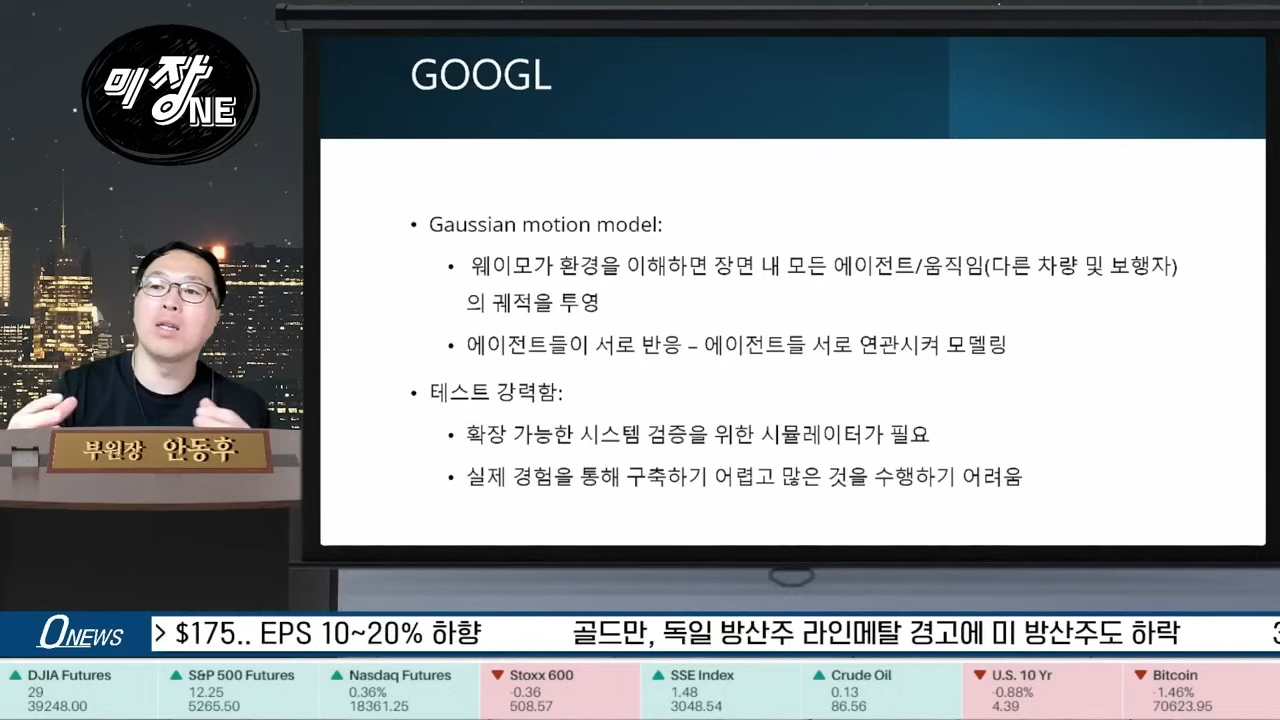 미장
ONE
GOOGL
• Gaussian motion model:
• 웨이모가 환경을 이해하면 장면 내 모든 에이전트/움직임(다른 차량 및 보행자)
의 궤적을 투영
• 에이전트들이 서로 반응 – 에이전트들 서로 연관시켜 모델링
• 테스트 강력함:
• 확장 가능한 시스템 검증을 위한 시뮬레이터가 필요
• 실제 경험을 통해 구축하기 어렵고 많은 것을 수행하기 어려움
부원장 안동후
ONEWS
> $175.. EPS 10~20% 하향 골드만, 독일 방산주 라인메탈 경고에 미 방산주도 하락
▲ DJIA Futures
29
39248.00
▲ S&P 500 Futures
12.25
5265.50
▲ Nasdaq Futures
0.36%
18361.25
▼ Stoxx 600
-0.36
508.57
▲ SSE Index
1.48
3048.54
▲ Crude Oil
0.13
86.56
▼ U.S. 10 Yr
-0.88%
4.39
▼ Bitcoin
-1.46%
70623.95